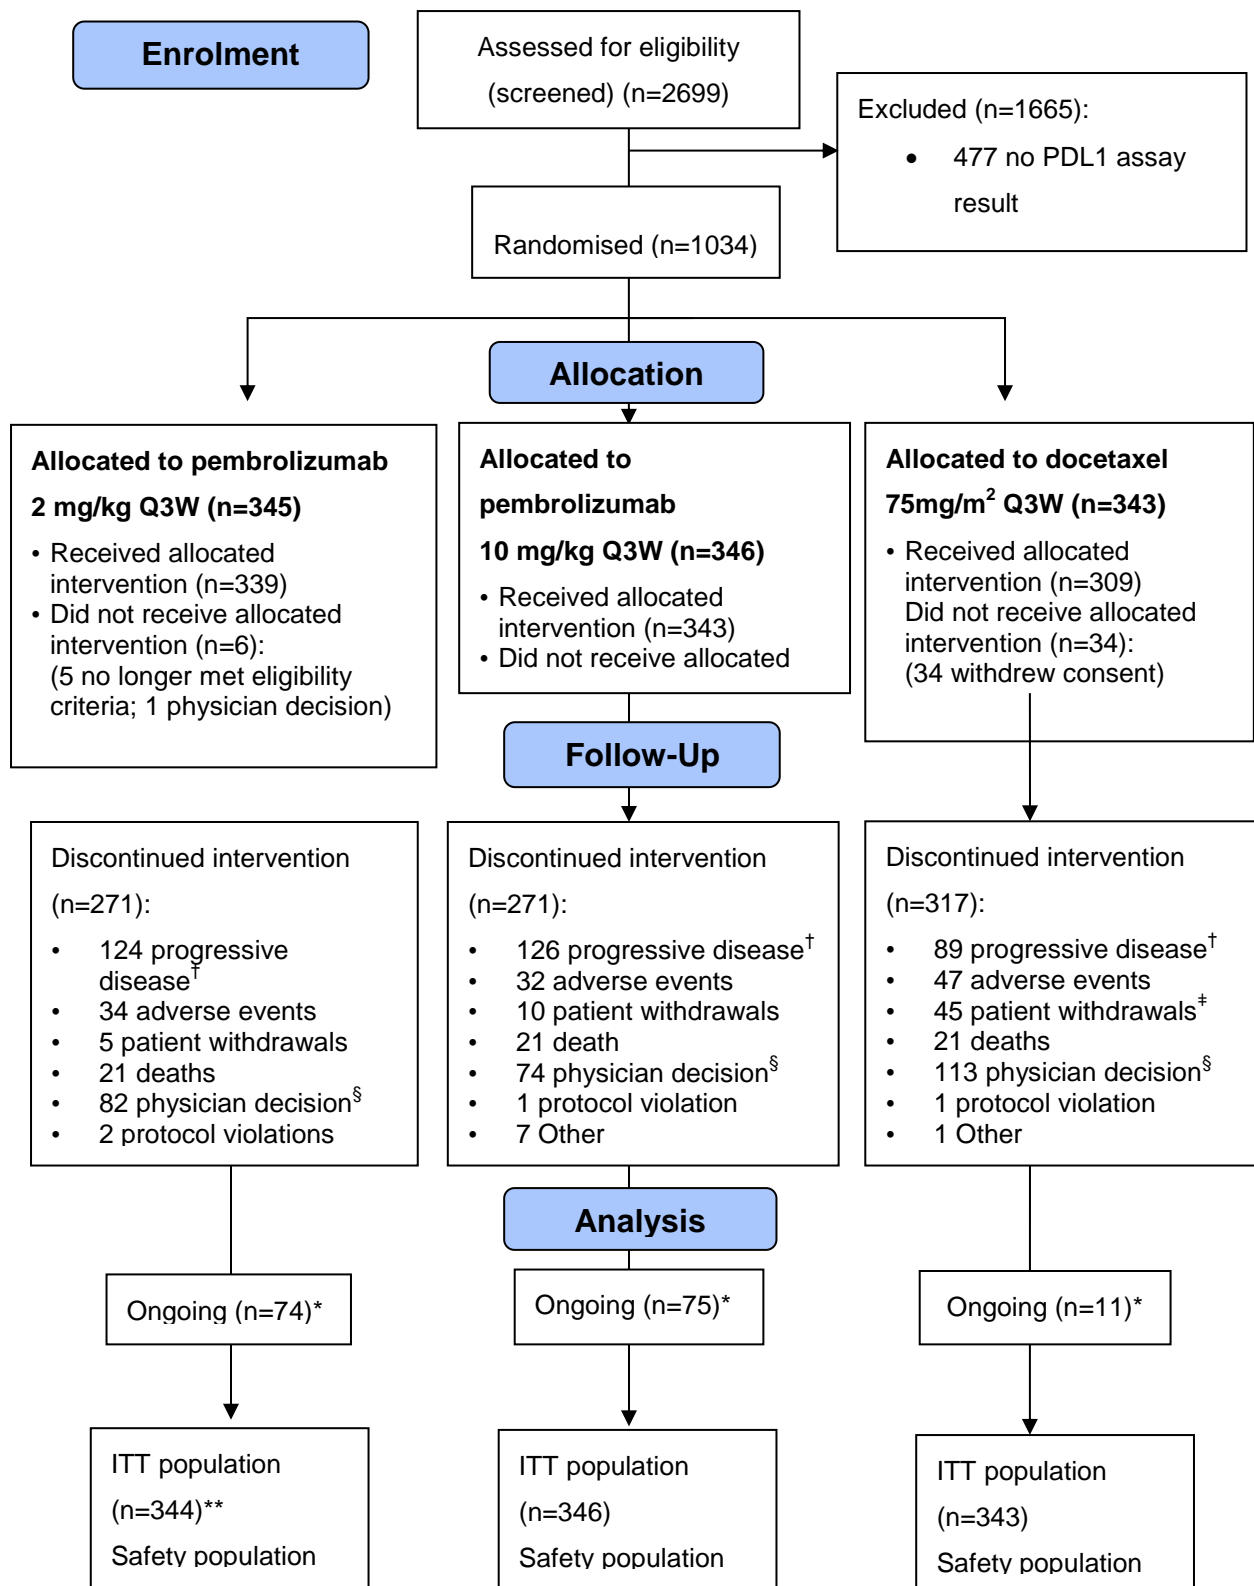 Enrolment
Assessed for eligibility
(screened) (n=2699)
Excluded (n=1665):
• 477 no PDL1 assay
result
Randomised (n=1034)
Allocation
Allocated to pembrolizumab
2 mg/kg Q3W (n=345)
• Received allocated
intervention (n=339)
• Did not receive allocated
intervention (n=6):
(5 no longer met eligibility
criteria; 1 physician decision)
Allocated to
pembrolizumab
10 mg/kg Q3W (n=346)
• Received allocated
intervention (n=343)
• Did not receive allocated
Allocated to docetaxel
75mg/m² Q3W (n=343)
• Received allocated
intervention (n=309)
Did not receive allocated
intervention (n=34):
(34 withdrew consent)
Follow-Up
Discontinued intervention
(n=271):
• 124 progressive
disease†
• 34 adverse events
• 5 patient withdrawals
• 21 deaths
• 82 physician decision§
• 2 protocol violations
Discontinued intervention
(n=271):
• 126 progressive disease†
• 32 adverse events
• 10 patient withdrawals
• 21 death
• 74 physician decision§
• 1 protocol violation
• 7 Other
Discontinued intervention
(n=317):
• 89 progressive disease†
• 47 adverse events
• 45 patient withdrawals‡
• 21 deaths
• 113 physician decision§
• 1 protocol violation
• 1 Other
Analysis
Ongoing (n=74)*
Ongoing (n=75)*
Ongoing (n=11)*
ITT population
(n=344)**
Safety population
ITT population
(n=346)
Safety population
ITT population
(n=343)
Safety population